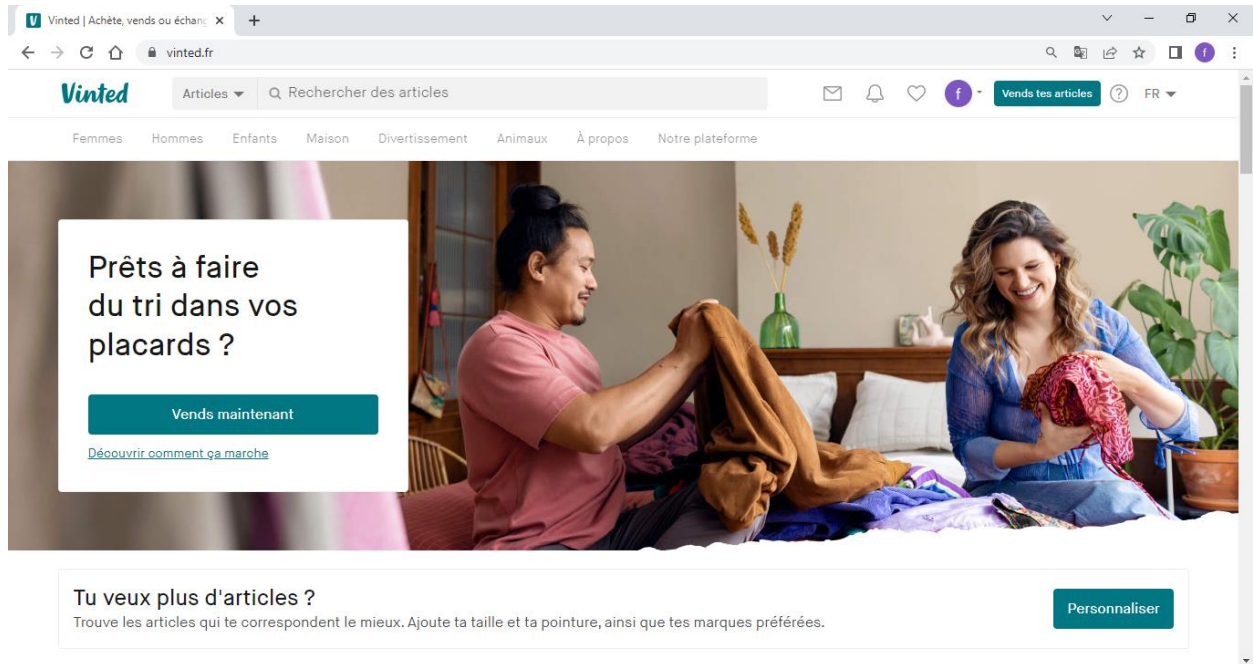 Vinted | Achète, vends ou échang
vinted.fr
f
Vinted
Articles
Rechercher des articles
f
Vends tes articles
?
FR
Femmes Hommes Enfants Maison Divertissement Animaux À propos Notre plateforme
Prêts à faire
du tri dans vos
placards ?
Vends maintenant
Découvrir comment ça marche
Tu veux plus d'articles ?
Trouve les articles qui te correspondent le mieux. Ajoute ta taille et ta pointure, ainsi que tes marques préférées.
Personnaliser